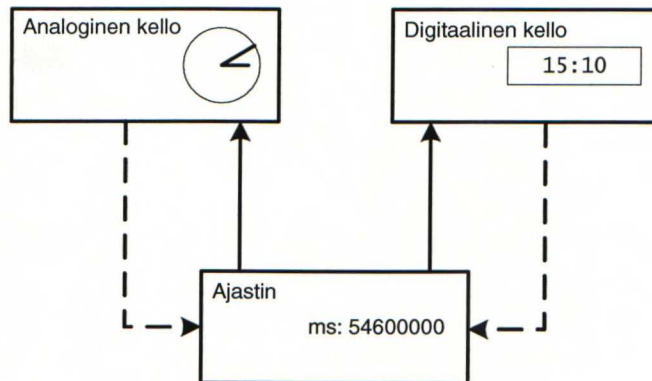 Analoginen kello
Digitaalinen kello
15:10
Ajastin
ms: 54600000